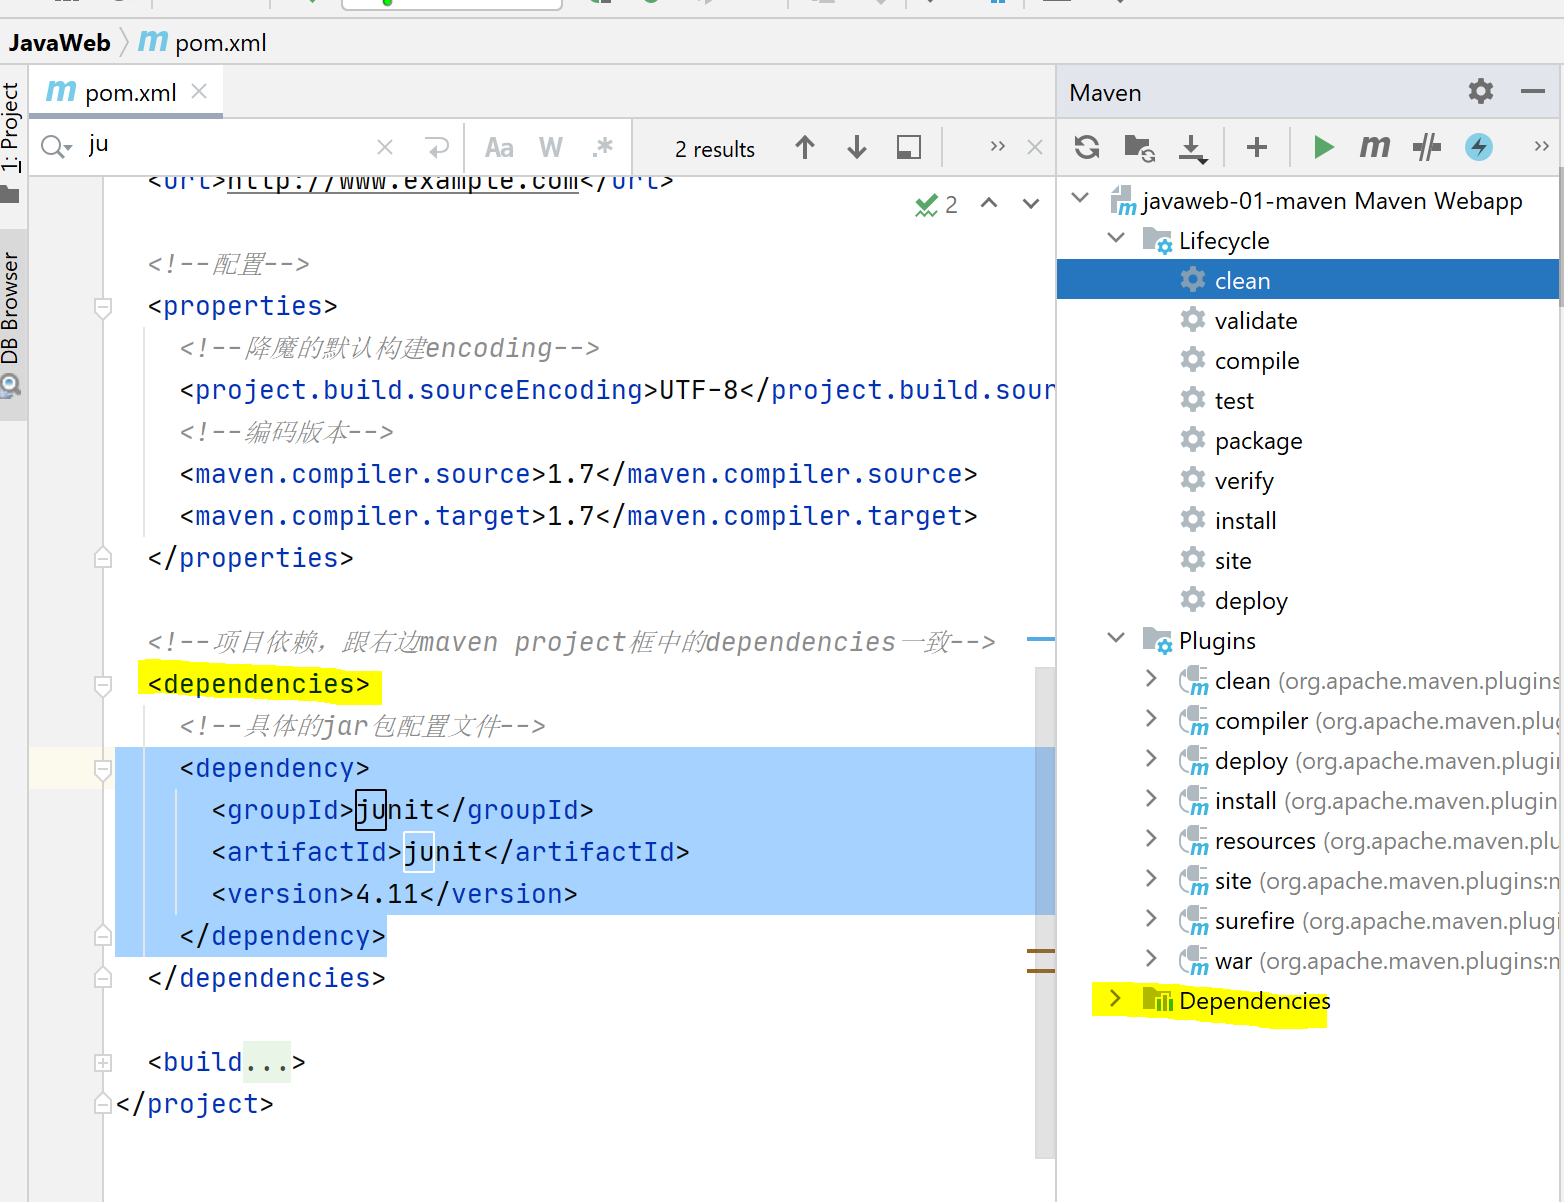 JavaWeb
pom.xml
1: Project
DB Browser
pom.xml
ju
Aa W .*
2 results
<url>http://www.example.com</url>
2
<!--配置-->
<properties>
<!--降魔的默认构建encoding-->
<project.build.sourceEncoding>UTF-8</project.build.sour
<!--编码版本-->
<maven.compiler.source>1.7</maven.compiler.source>
<maven.compiler.target>1.7</maven.compiler.target>
</properties>
<!--项目依赖，跟右边maven project框中的dependencies一致-->
<dependencies>
<!--具体的jar包配置文件-->
<dependency>
<groupId>junit</groupId>
<artifactId>junit</artifactId>
<version>4.11</version>
</dependency>
</dependencies>
<build...>
</project>
Maven
javaweb-01-maven Maven Webapp
Lifecycle
clean
validate
compile
test
package
verify
install
site
deploy
Plugins
clean (org.apache.maven.plugins
compiler (org.apache.maven.plug
deploy (org.apache.maven.plugi
install (org.apache.maven.plugi
resources (org.apache.maven.plu
site (org.apache.maven.plugins:m
surefire (org.apache.maven.plugi
war (org.apache.maven.plugins:m
Dependencies